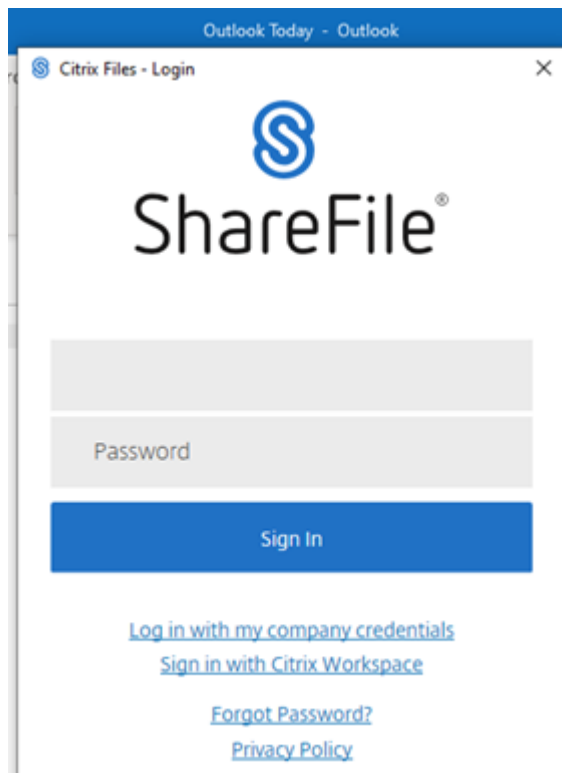 Outlook Today - Outlook
Citrix Files - Login
ShareFile®
Password
Sign In
Log in with my company credentials
Sign in with Citrix Workspace
Forgot Password?
Privacy Policy